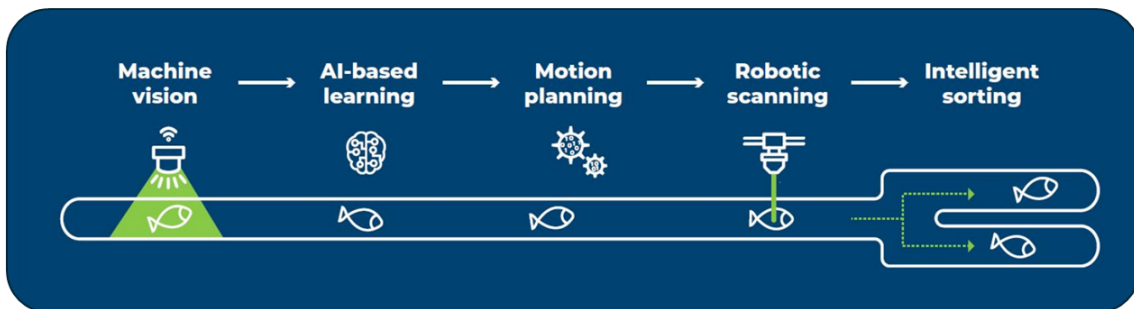 Machine
vision
AI-based
learning
Motion
planning
Robotic
scanning
Intelligent
sorting